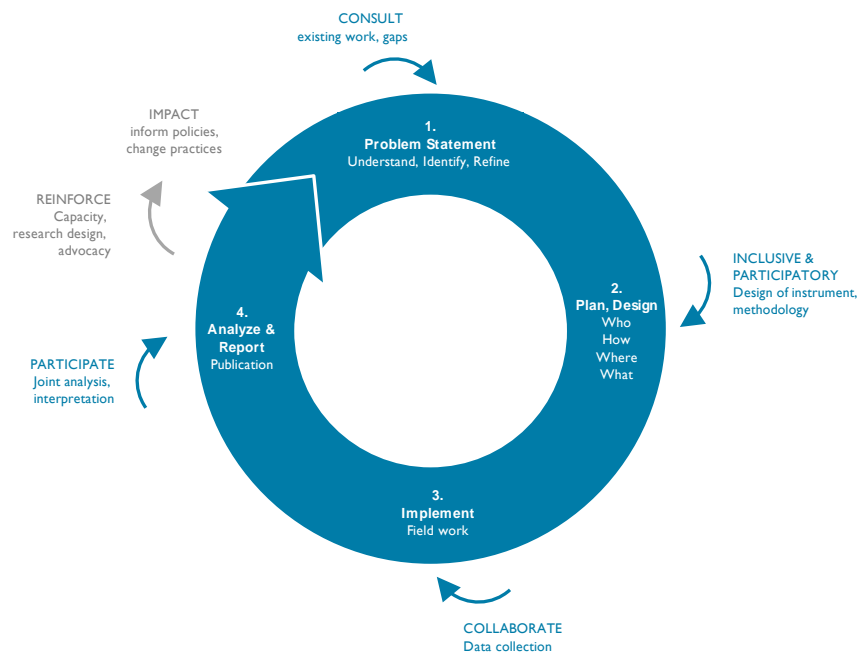 CONSULT
existing work, gaps
IMPACT
inform policies,
change practices
REINFORCE
Capacity,
research design,
advocacy
1.
Problem Statement
Understand, Identify, Refine
INCLUSIVE &
PARTICIPATORY
Design of instrument,
methodology
2.
Plan, Design
Who
How
Where
What
4.
Analyze &
Report
Publication
PARTICIPATE
Joint analysis,
interpretation
3.
Implement
Field work
COLLABORATE
Data collection